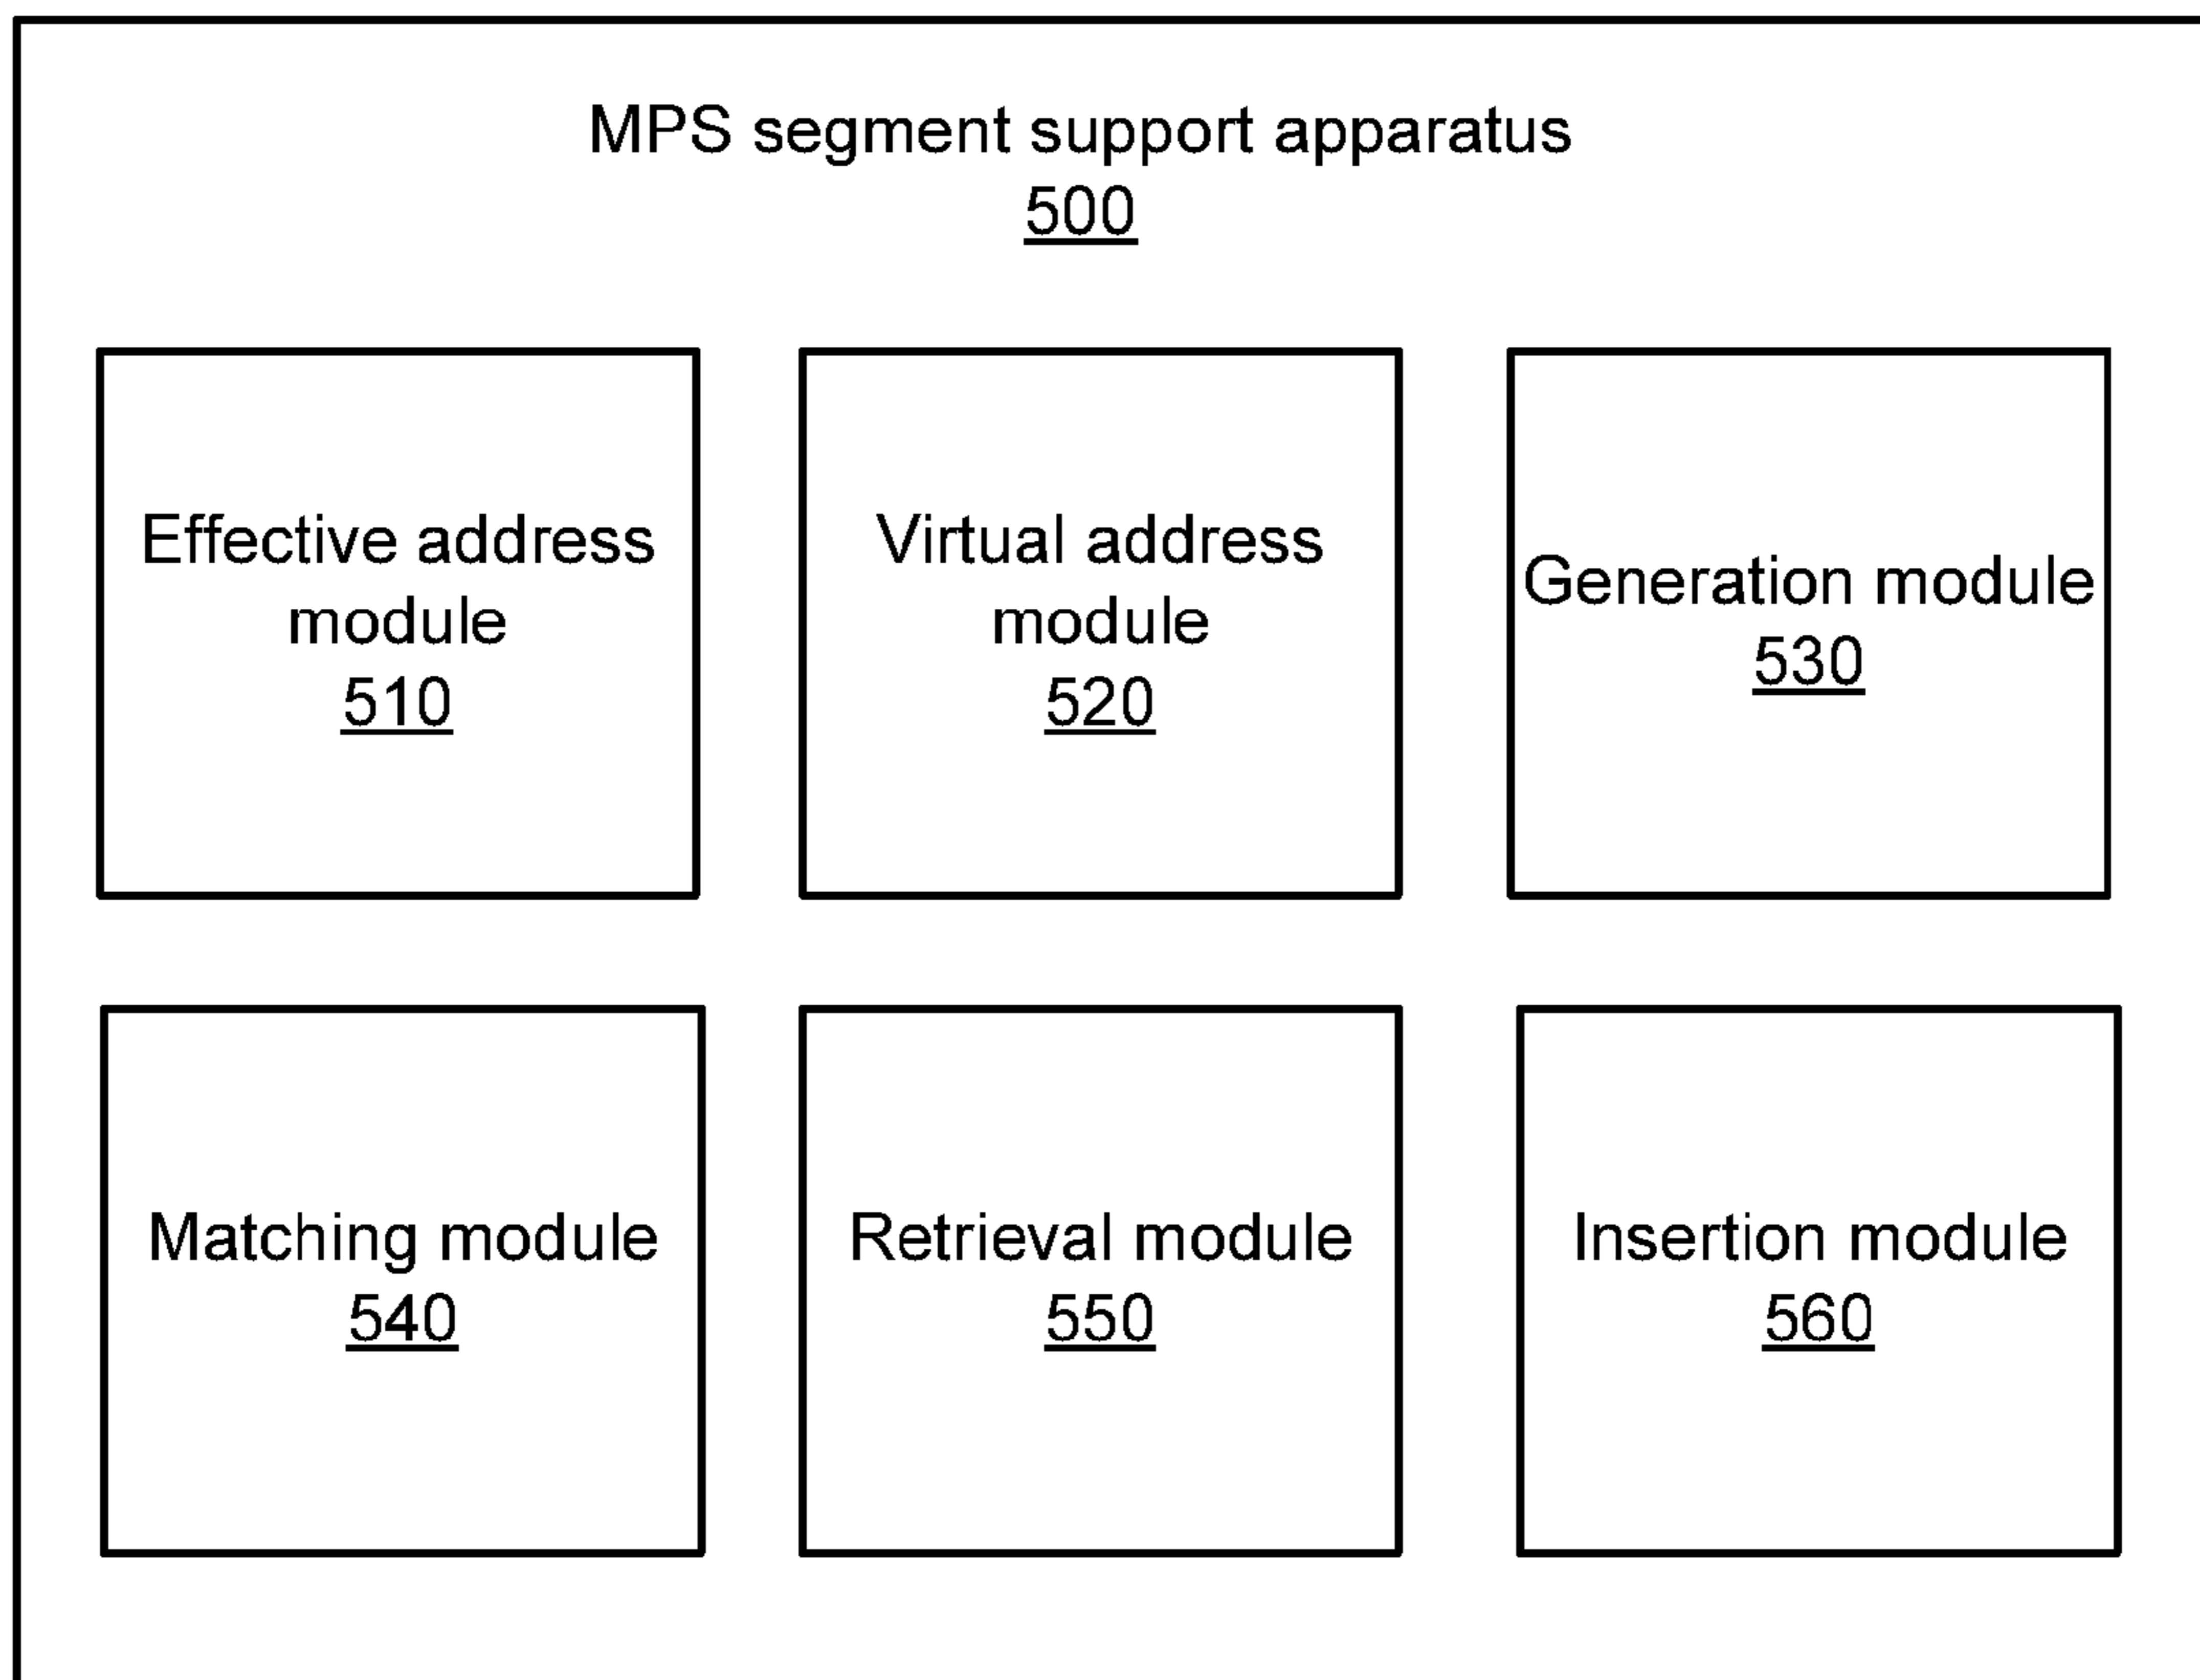 MPS segment support apparatus
500
Effective address
module
510
Virtual address
module
520
Generation module
530
Matching module
540
Retrieval module
550
Insertion module
560